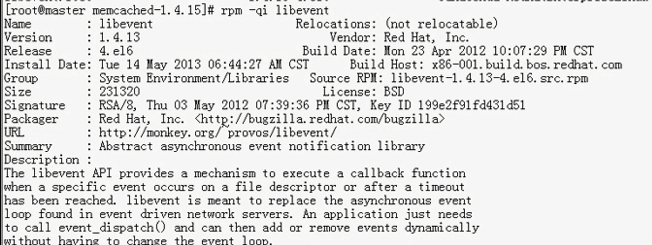 [root@master memcached-1.4.15]# rpm -qi libevent
Name        : libevent                     Relocations: (not relocatable)
Version     : 1.4.13                            Vendor: Red Hat, Inc.
Release     : 4.el6                         Build Date: Mon 23 Apr 2012 10:07:29 PM CST
Install Date: Tue 14 May 2013 06:44:27 AM CST      Build Host: x86-001.build.bos.redhat.com
Group       : System Environment/Libraries   Source RPM: libevent-1.4.13-4.el6.src.rpm
Size        : 231320                           License: BSD
Signature   : RSA/8, Thu 03 May 2012 07:39:36 PM CST, Key ID 199e2f91fd431d51
Packager    : Red Hat, Inc. <http://bugzilla.redhat.com/bugzilla>
URL         : http://monkey.org/~provos/libevent/
Summary     : Abstract asynchronous event notification library
Description :
The libevent API provides a mechanism to execute a callback function
when a specific event occurs on a file descriptor or after a timeout
has been reached. libevent is meant to replace the asynchronous event
loop found in event driven network servers. An application just needs
to call event_dispatch() and can then add or remove events dynamically
without having to change the event loop.